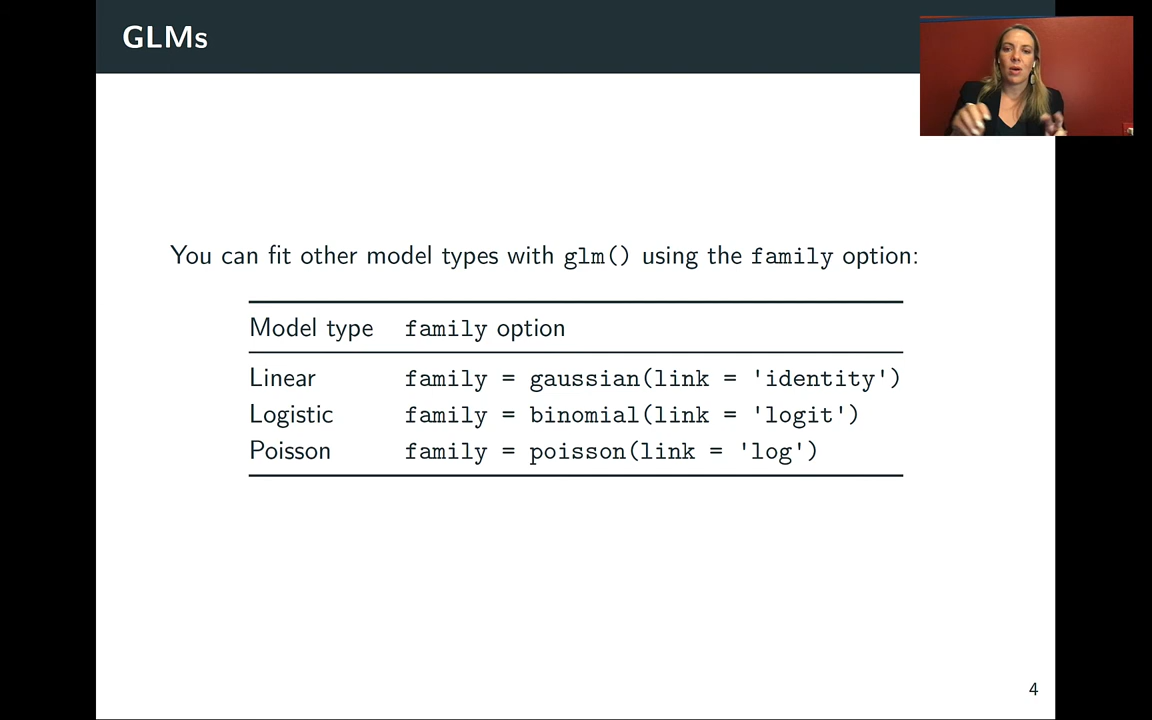 GLMs
You can fit other model types with glm() using the family option:
Model type family option
Linear family = gaussian(link = 'identity')
Logistic family = binomial(link = 'logit')
Poisson family = poisson(link = 'log')
4